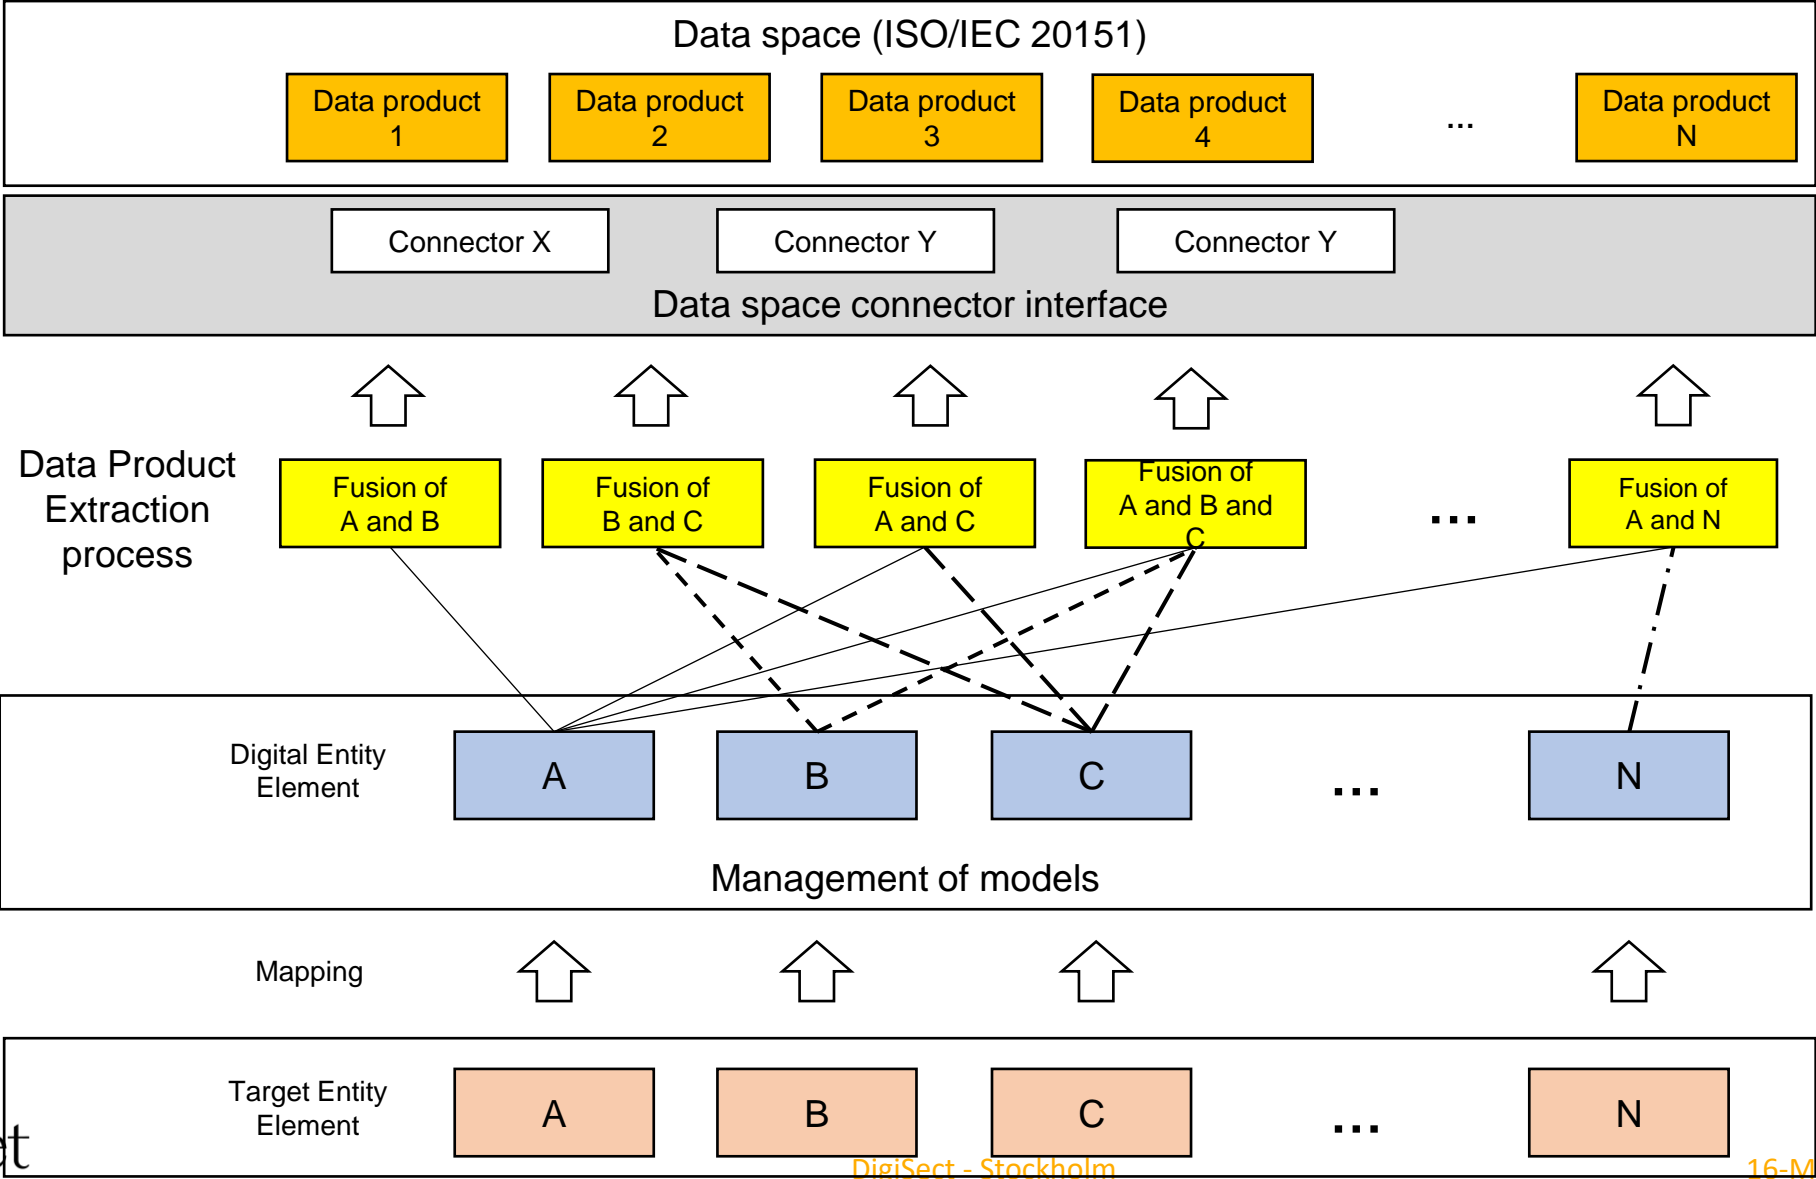 Data space (ISO/IEC 20151)
Data product
1
Data product
2
Data product
3
Data product
4
...
Data product
N
Connector X
Connector Y
Connector Y
Data space connector interface
Data Product
Extraction
process
Fusion of
A and B
Fusion of
B and C
Fusion of
A and C
Fusion of
A and B and
C
...
Fusion of
A and N
Digital Entity
Element
A
B
C
...
N
Management of models
Mapping
Target Entity
Element
A
B
C
...
N
DigiSect - Stockholm
16-M